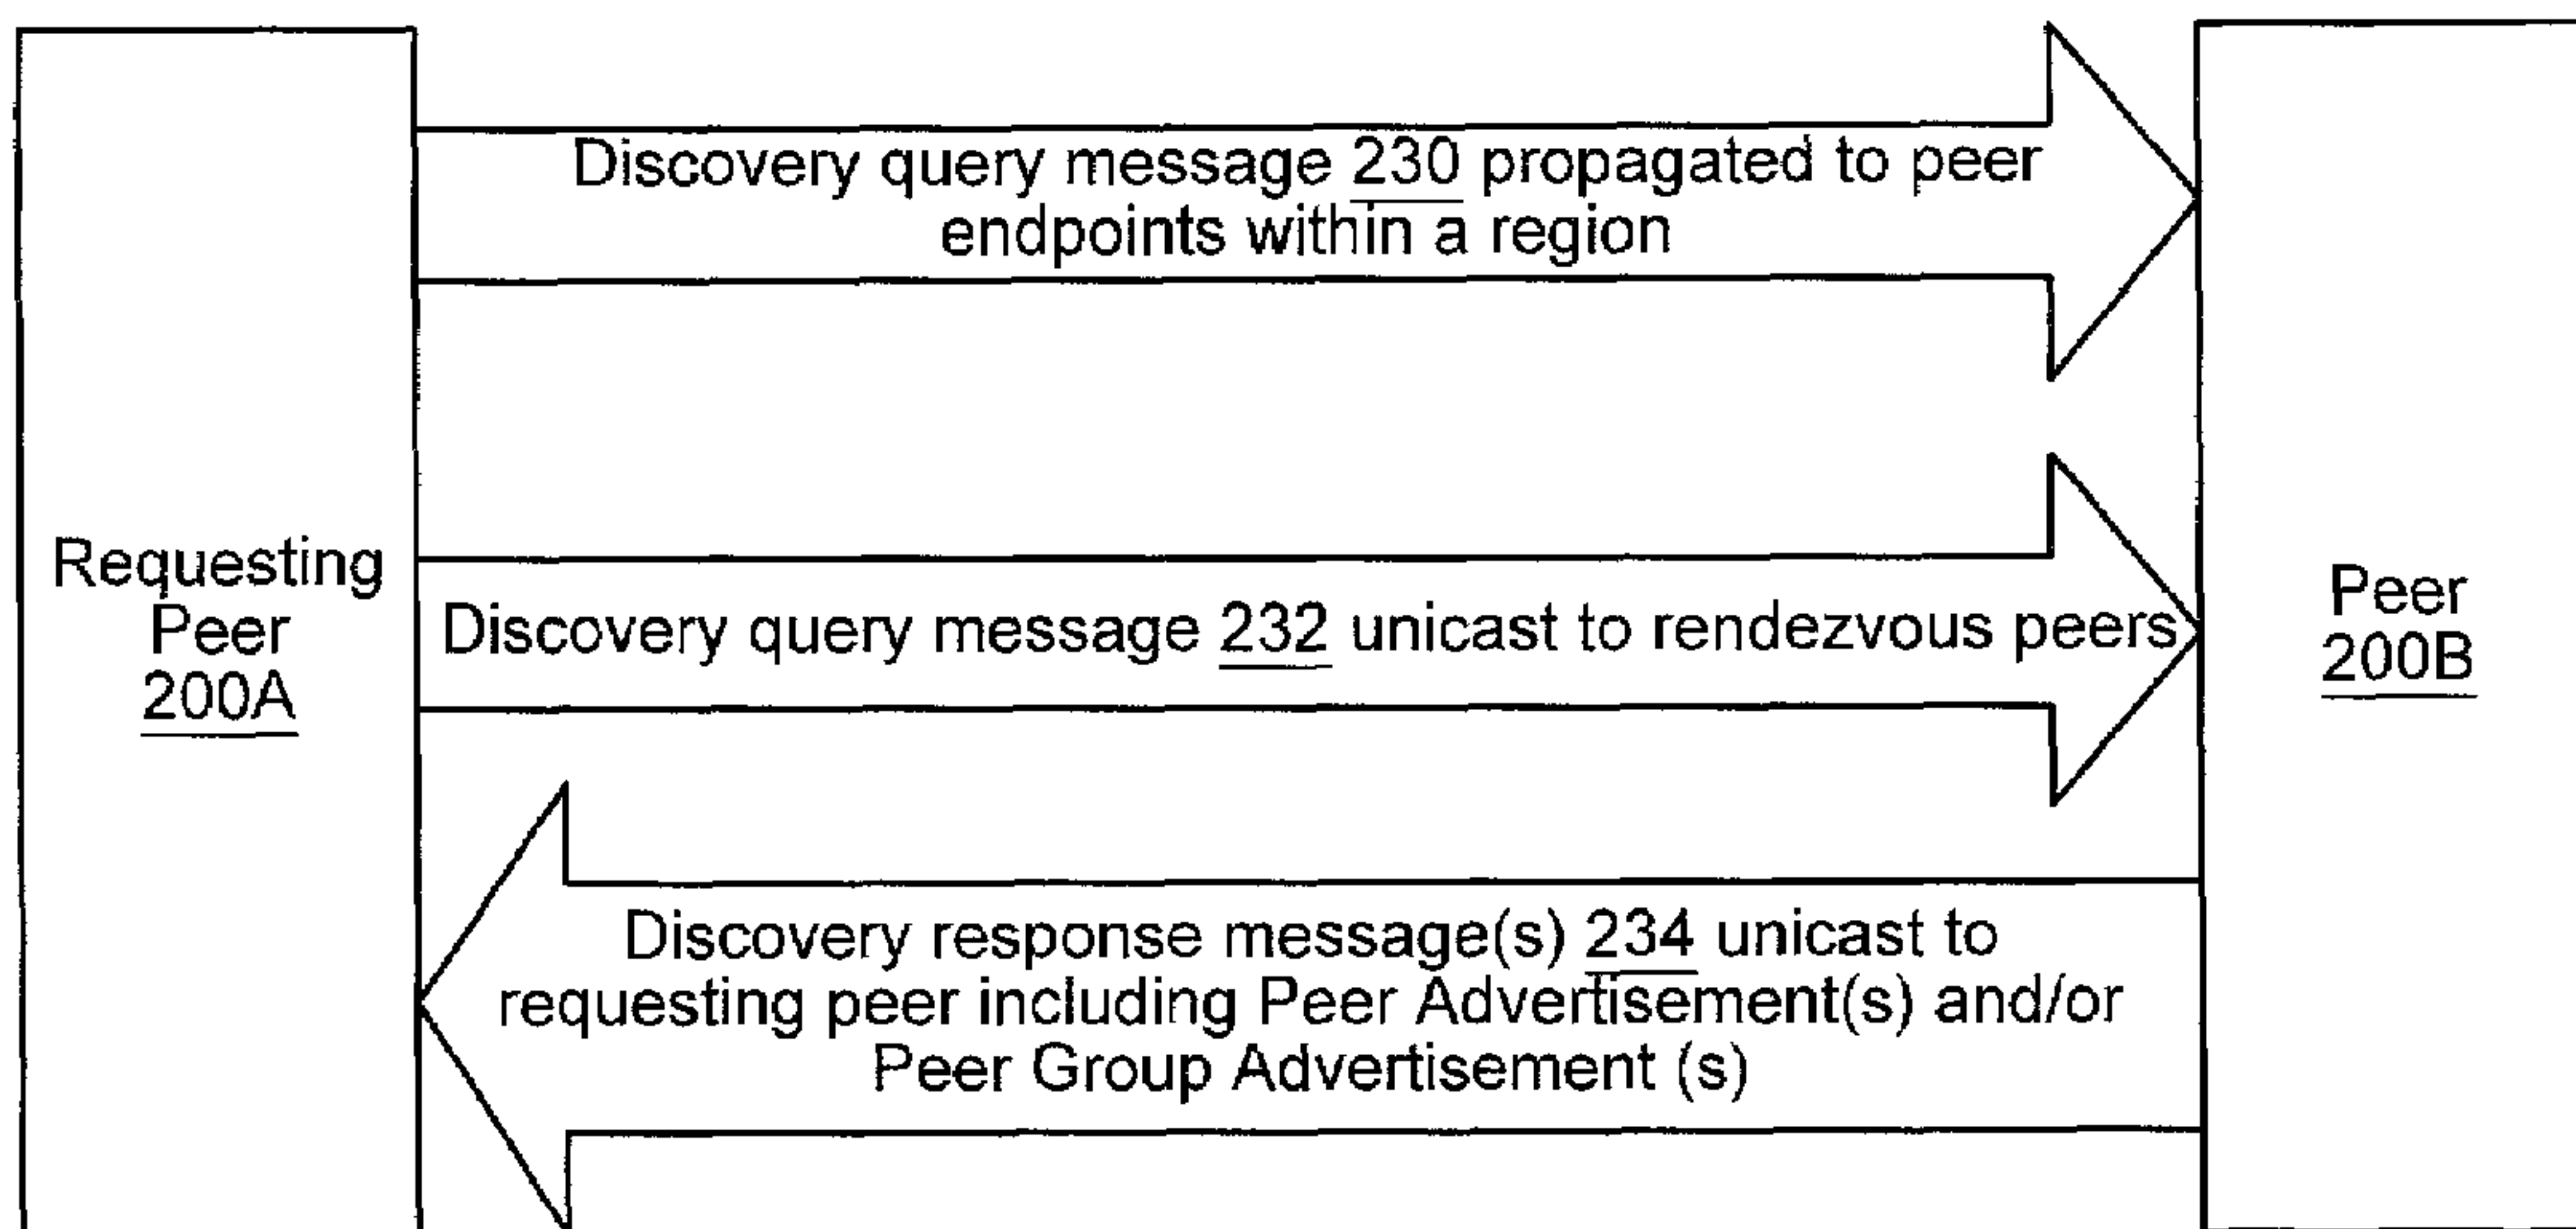 Discovery query message 230 propagated to peer
endpoints within a region
Requesting
Peer
200A
Discovery query message 232 unicast to rendezvous peers
Peer
200B
Discovery response message(s) 234 unicast to
requesting peer including Peer Advertisement(s) and/or
Peer Group Advertisement (s)